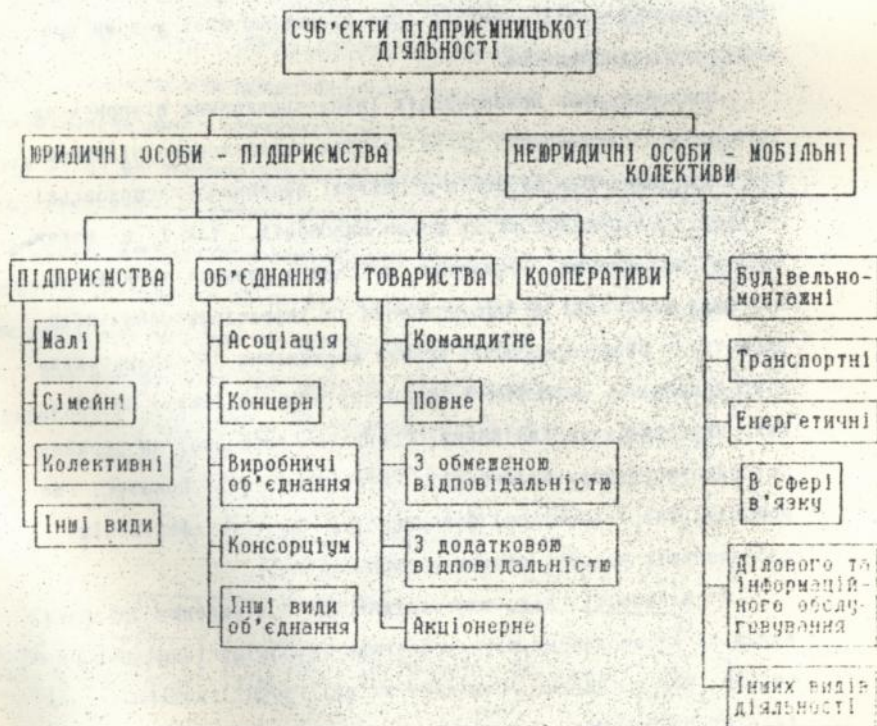 СУБ'ЄКТИ ПІДПРИЄМНИЦЬКОЇ
ДІЯЛЬНОСТІ
ЮРИДИЧНІ ОСОБИ - ПІДПРИЄМСТВА
НЕЮРИДИЧНІ ОСОБИ - МОБІЛЬНІ
КОЛЕКТИВИ
ПІДПРИЄМСТВА
Малі
Сімейні
Колективні
Інші види
ОБ'ЄДНАННЯ
Асоціація
Концерн
Виробничі
об'єднання
Консорціум
Інші види
об'єднання
ТОВАРИСТВА
Командитне
Повне
З обмеженою
відповідальністю
З додатковою
відповідальністю
Акціонерне
КООПЕРАТИВИ
Будівельно-
монтажні
Транспортні
Енергетичні
В сфері
в'язку
Ділового та
інформацій-
ного обслу-
говування
Інших видів
діяльності